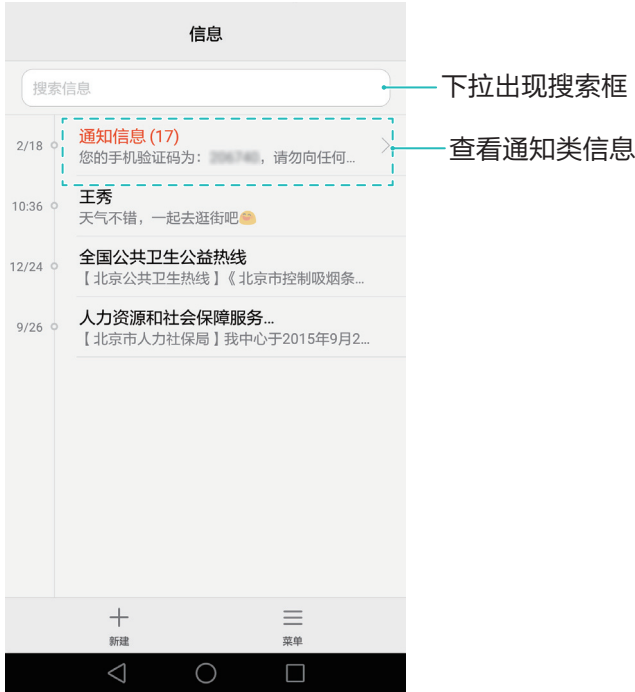 信息
搜索信息
下拉出现搜索框
2/18
通知信息 (17)
您的手机验证码为： ，请勿向任何...
查看通知类信息
10:36
王秀
天气不错，一起去逛街吧😊
12/24
全国公共卫生公益热线
【北京公共卫生热线】《北京市控制吸烟条...
9/26
人力资源和社会保障服务...
【北京市人力社保局】我中心于2015年9月2...
新建
菜单